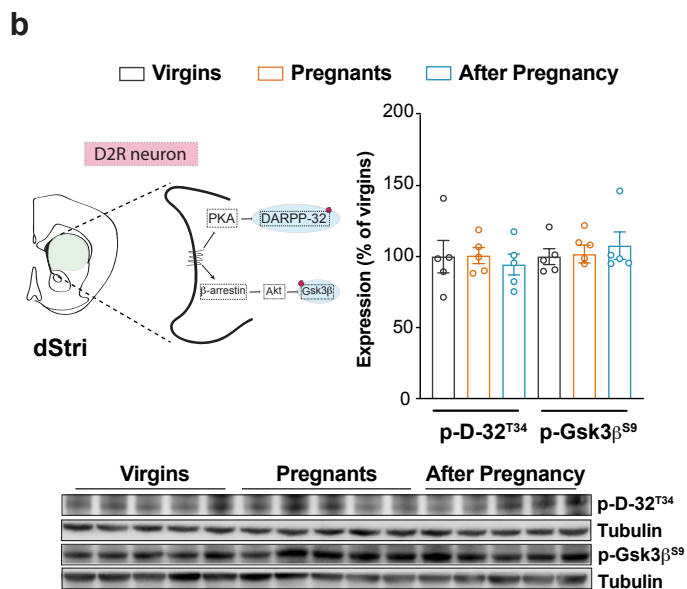 b
Virgins Pregnants After Pregnancy
D2R neuron
PKA DARPP-32
β-arrestin Akt Gsk3β
dStri
Expression (% of virgins)
200
150
100
50
0
p-D-32T34 p-Gsk3βS9
Virgins Pregnants After Pregnancy
p-D-32T34
Tubulin
p-Gsk3βS9
Tubulin